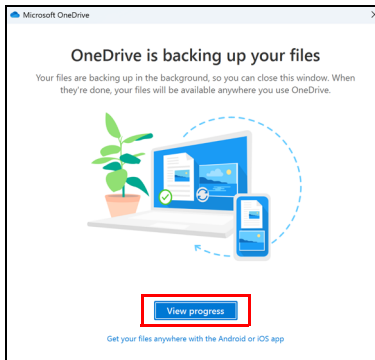 Microsoft OneDrive
OneDrive is backing up your files
Your files are backing up in the background, so you can close this window. When
they're done, your files will be available anywhere you use OneDrive.
View progress
Get your files anywhere with the Android or iOS app